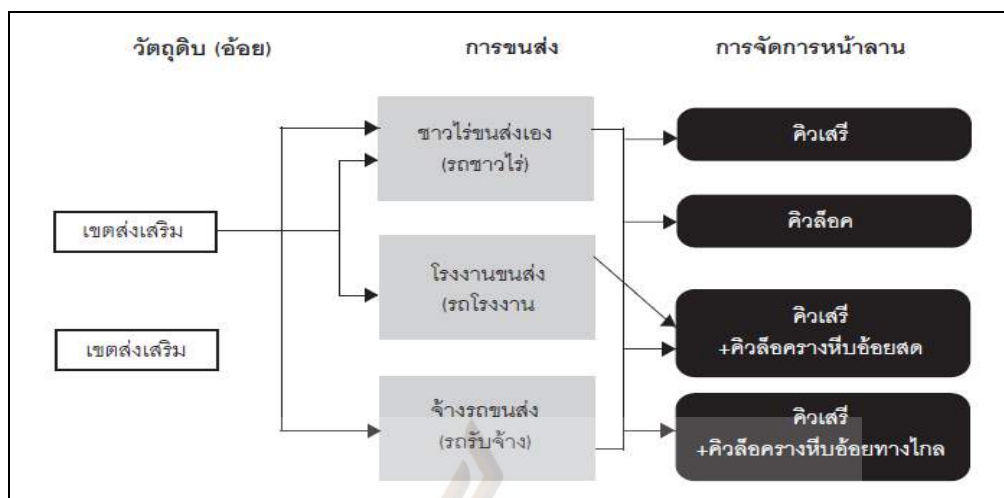 วัตถุดิบ (อ้อย)
การขนส่ง
การจัดการหน้าลาน
ชาวไร่ขนส่งเอง
(รถชาวไร่)
คิวเสรี
เขตส่งเสริม
คิวล็อค
โรงงานขนส่ง
(รถโรงงาน
คิวเสรี
+คิวล็อครางหีบอ้อยสด
เขตส่งเสริม
จ้างรถขนส่ง
(รถรับจ้าง)
คิวเสรี
+คิวล็อครางหีบอ้อยทางไกล